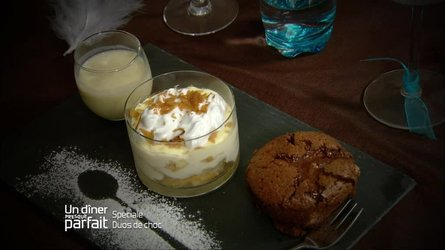 Un dîner
PRESQUE
parfait
Spéciale
Duos de choc